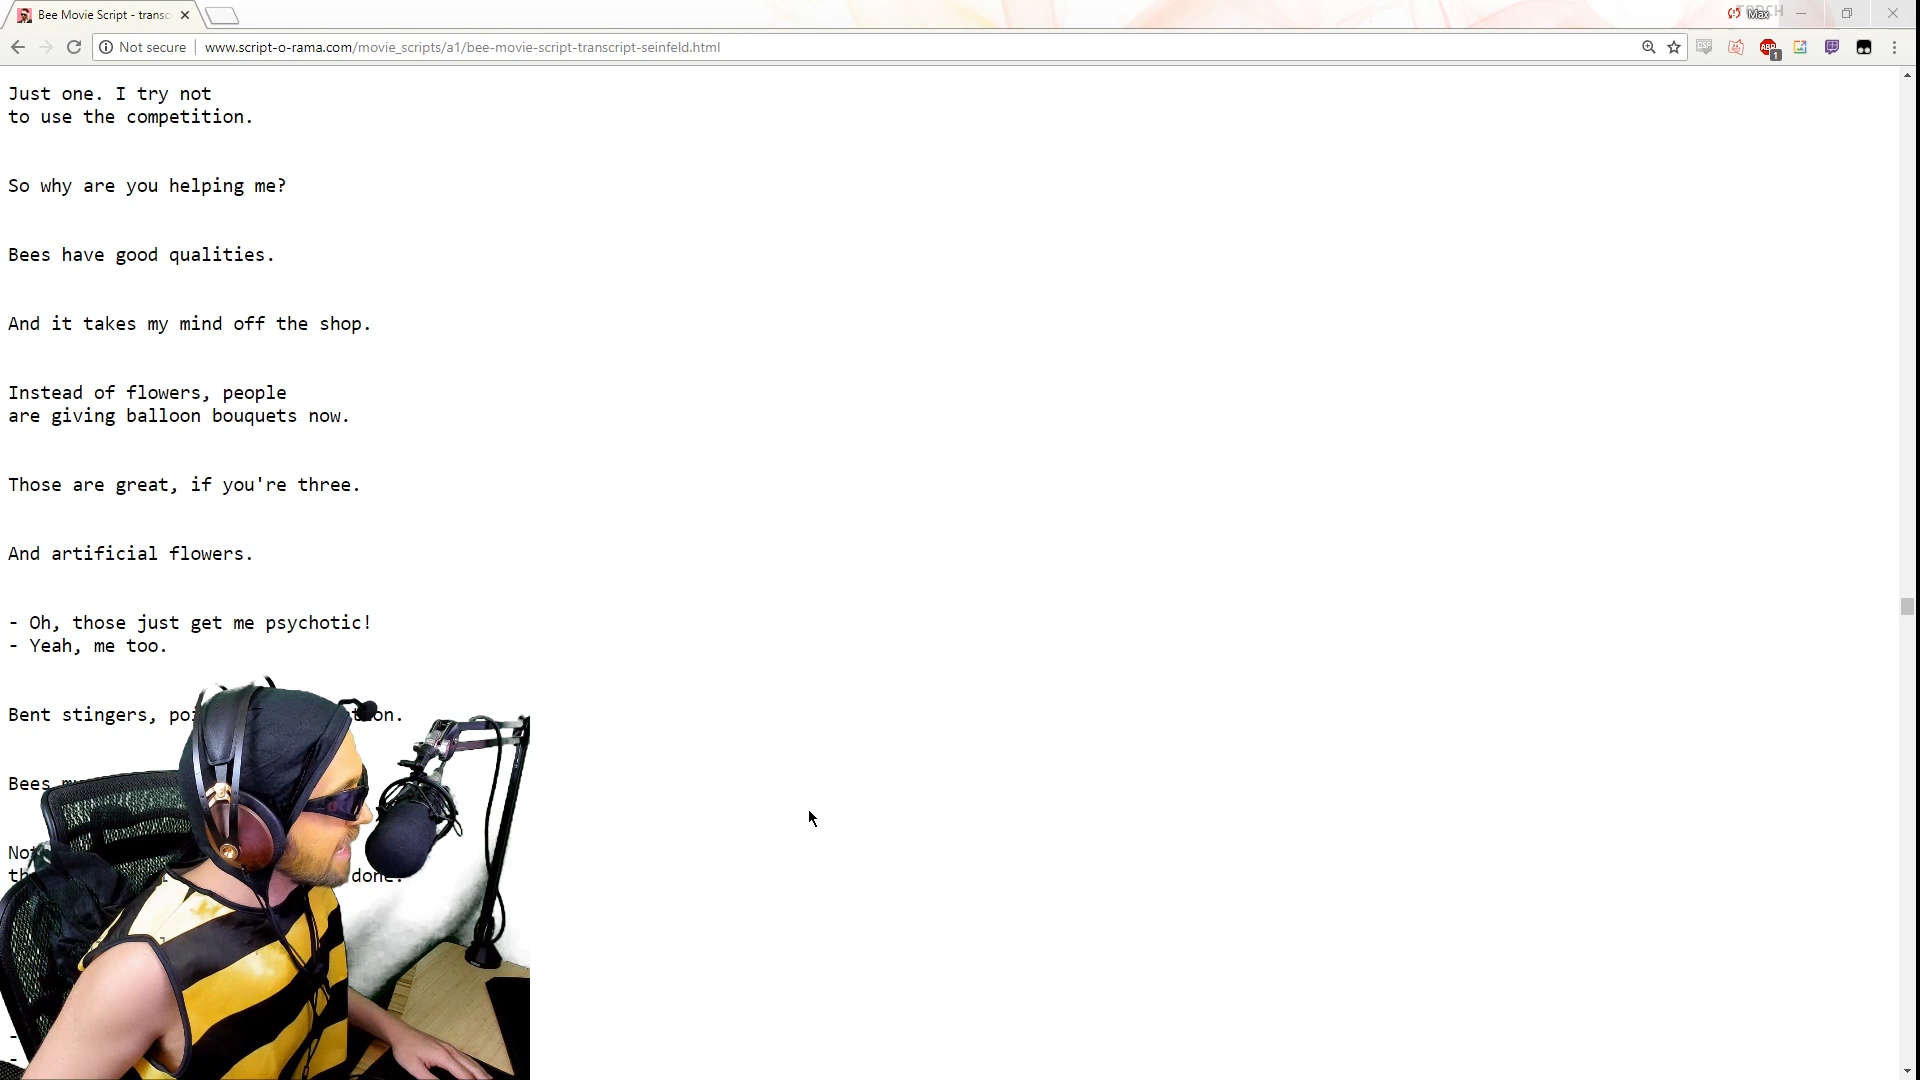 Bee Movie Script - transc
Max
Not secure
www.script-o-rama.com/movie_scripts/a1/bee-movie-script-transcript-seinfeld.html
ABP
1
Just one. I try not
to use the competition.
So why are you helping me?
Bees have good qualities.
And it takes my mind off the shop.
Instead of flowers, people
are giving balloon bouquets now.
Those are great, if you're three.
And artificial flowers.
- Oh, those just get me psychotic!
- Yeah, me too.
Bent stingers,
Bees
done.
-
-